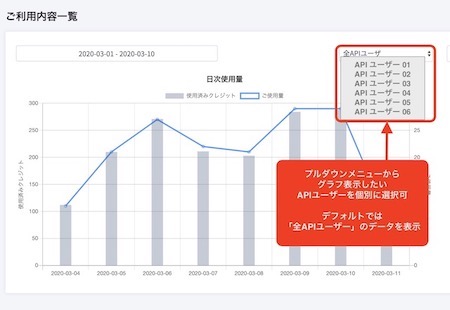 ご利用内容一覧
2020-03-01 - 2020-03-10
全APIユーザ
API ユーザー 01
API ユーザー 02
API ユーザー 03
API ユーザー 04
API ユーザー 05
API ユーザー 06
日次使用量
使用済みクレジット
ご使用量
使用済みクレジット
300
250
200
150
100
50
0
25
20
15
10
5
0
2020-03-04
2020-03-05
2020-03-06
2020-03-07
2020-03-08
2020-03-09
2020-03-10
2020-03-11
プルダウンメニューから
グラフ表示したい
APIユーザーを個別に選択可
デフォルトでは
「全APIユーザー」のデータを表示